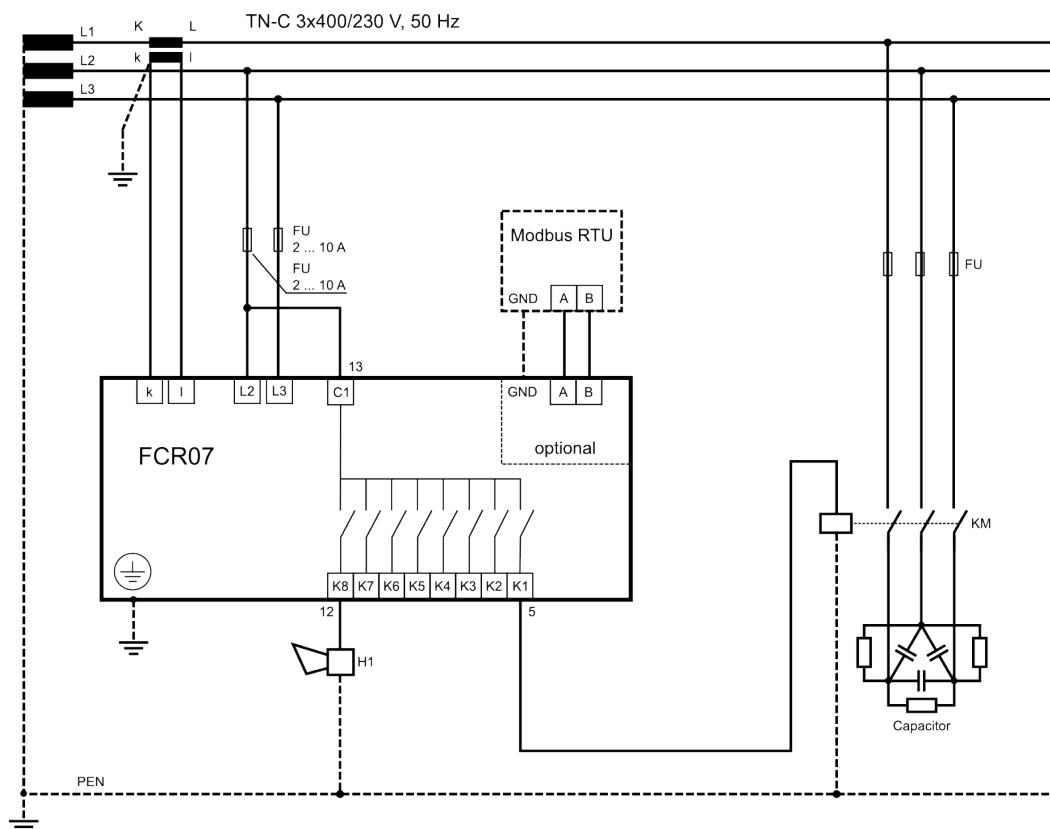 TN-C 3x400/230 V, 50 Hz
L1
K
L
L2
k
l
L3
FU
2 ... 10 A
FU
2 ... 10 A
Modbus RTU
GND
A
B
FU
13
k
l
L2
L3
C1
GND
A
B
FCR07
optional
KM
K8
K7
K6
K5
K4
K3
K2
K1
12
5
H1
Capacitor
PEN